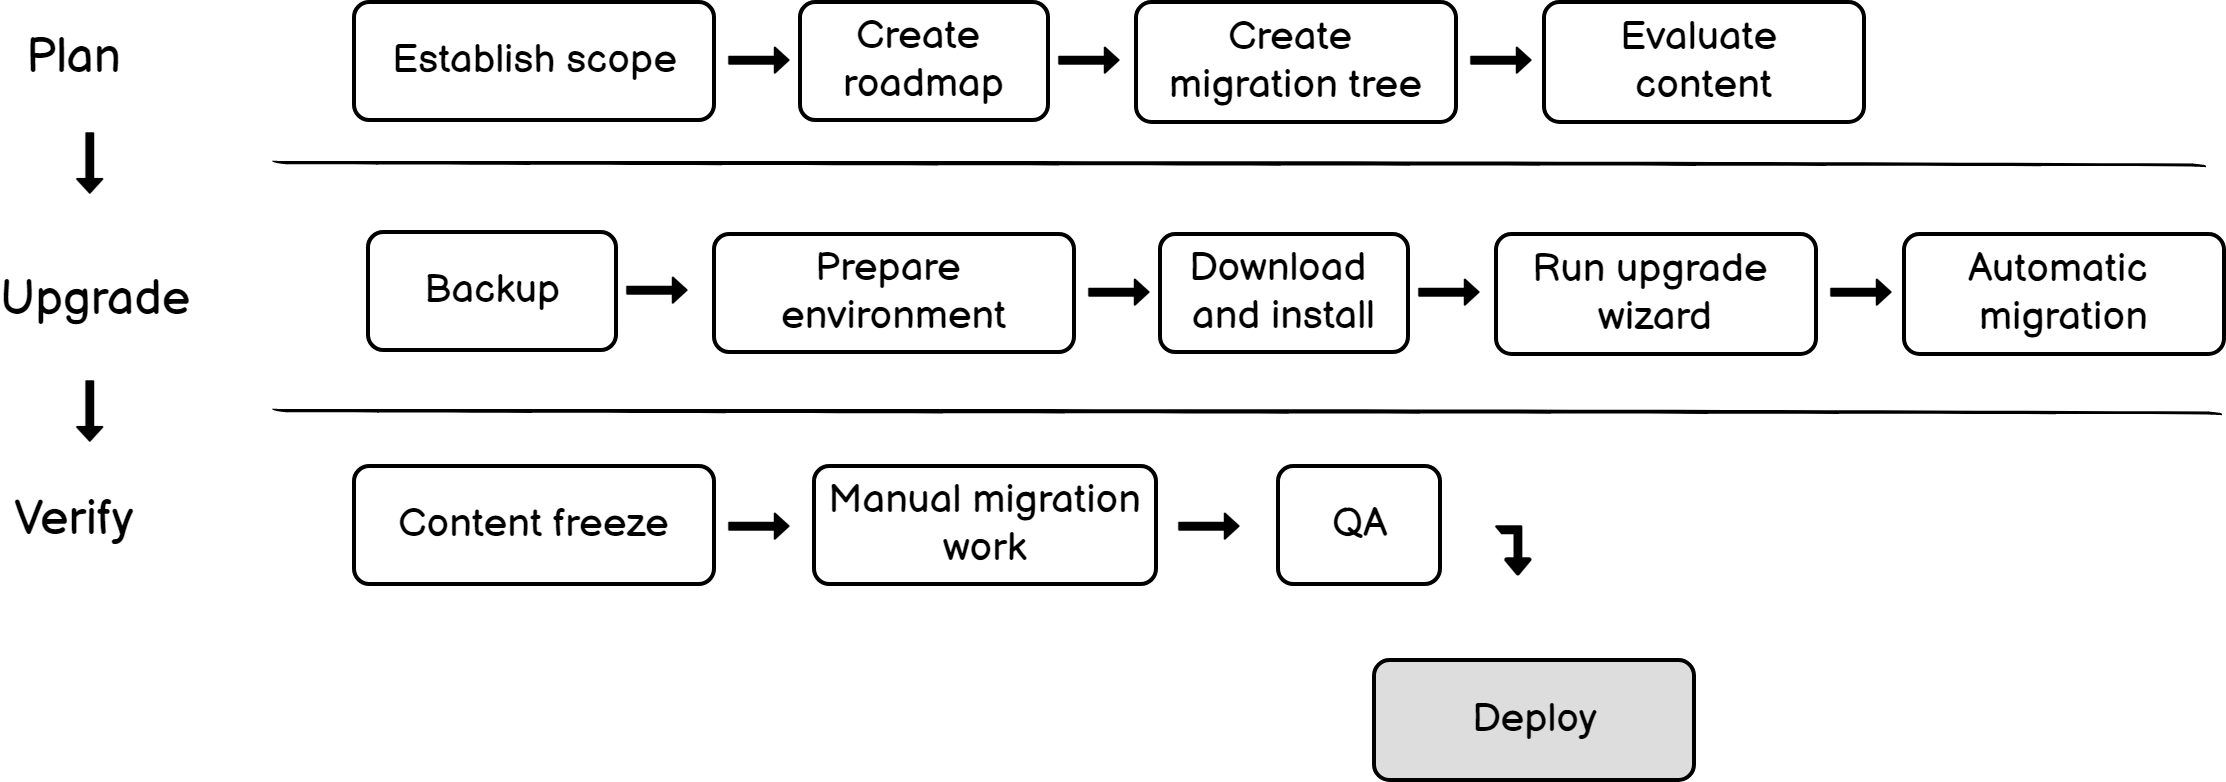 Plan
Establish scope
Create
roadmap
Create
migration tree
Evaluate
content
Upgrade
Backup
Prepare
environment
Download
and install
Run upgrade
wizard
Automatic
migration
Verify
Content freeze
Manual migration
work
QA
Deploy